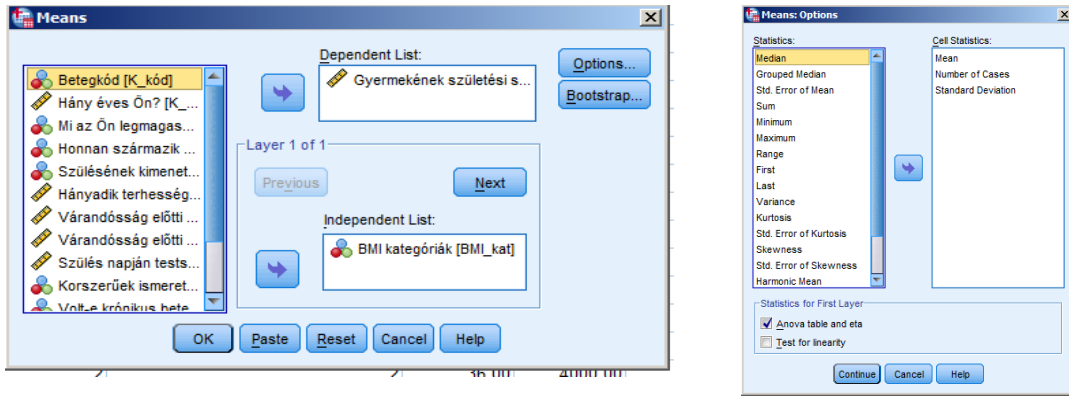 Means
Dependent List:
Betegkód [K_kód]
Hány éves Ön? [K_...
Mi az Ön legmagas...
Honnan származik ...
Szülésének kimenet...
Hányadik terhesség...
Várandósság előtti ...
Várandósság előtti ...
Szülés napján tests...
Korszerűek ismeret...
Volt-e krónikus bete...
Gyermekének születési s...
Options...
Bootstrap...
Layer 1 of 1
Previous
Next
Independent List:
BMI kategóriák [BMI_kat]
OK
Paste
Reset
Cancel
Help
36.00
4000.00
Means: Options
Statistics:
Median
Grouped Median
Std. Error of Mean
Sum
Minimum
Maximum
Range
First
Last
Variance
Kurtosis
Std. Error of Kurtosis
Skewness
Std. Error of Skewness
Harmonic Mean
Cell Statistics:
Mean
Number of Cases
Standard Deviation
Statistics for First Layer
Anova table and eta
Test for linearity
Continue
Cancel
Help